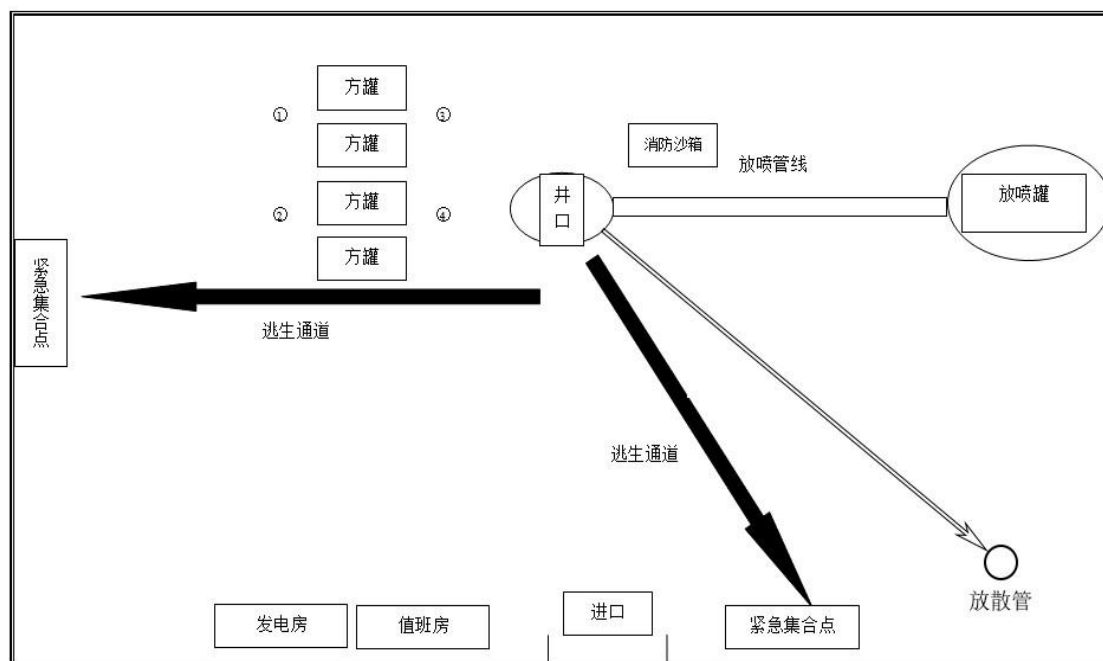 方罐
①
③
方罐
消防沙箱
放喷管线
方罐
②
④
井口
放喷罐
方罐
紧急集合点
逃生通道
逃生通道
放散管
发电房
值班房
进口
紧急集合点